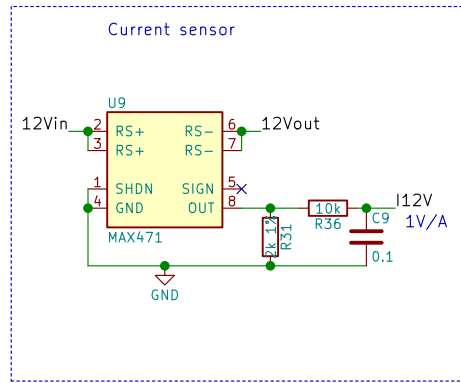 Current sensor
U9
12Vin
2 RS+ RS- 6
12Vout
3 RS+ RS- 7
1 SHDN SIGN 5
4 GND OUT 8
MAX471
10k
R36
I12V
1V/A
C9
0.1
2k 1%
R31
GND